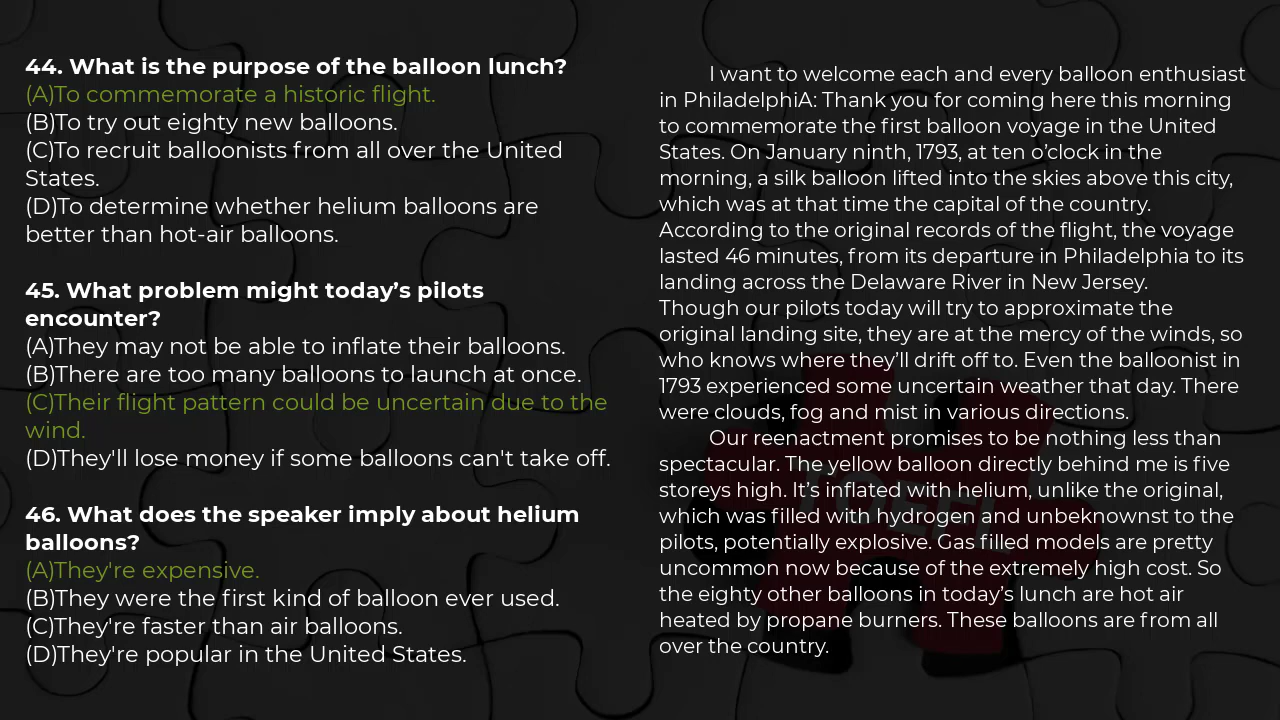 44. What is the purpose of the balloon lunch?
(A)To commemorate a historic flight.
(B)To try out eighty new balloons.
(C)To recruit balloonists from all over the United
States.
(D)To determine whether helium balloons are
better than hot-air balloons.
45. What problem might today’s pilots
encounter?
(A)They may not be able to inflate their balloons.
(B)There are too many balloons to launch at once.
(C)Their flight pattern could be uncertain due to the
wind.
(D)They'll lose money if some balloons can't take off.
46. What does the speaker imply about helium
balloons?
(A)They're expensive.
(B)They were the first kind of balloon ever used.
(C)They're faster than air balloons.
(D)They're popular in the United States.
I want to welcome each and every balloon enthusiast
in PhiladelphiA: Thank you for coming here this morning
to commemorate the first balloon voyage in the United
States. On January ninth, 1793, at ten o’clock in the
morning, a silk balloon lifted into the skies above this city,
which was at that time the capital of the country.
According to the original records of the flight, the voyage
lasted 46 minutes, from its departure in Philadelphia to its
landing across the Delaware River in New Jersey.
Though our pilots today will try to approximate the
original landing site, they are at the mercy of the winds, so
who knows where they’ll drift off to. Even the balloonist in
1793 experienced some uncertain weather that day. There
were clouds, fog and mist in various directions.
Our reenactment promises to be nothing less than
spectacular. The yellow balloon directly behind me is five
storeys high. It’s inflated with helium, unlike the original,
which was filled with hydrogen and unbeknownst to the
pilots, potentially explosive. Gas filled models are pretty
uncommon now because of the extremely high cost. So
the eighty other balloons in today’s lunch are hot air
heated by propane burners. These balloons are from all
over the country.